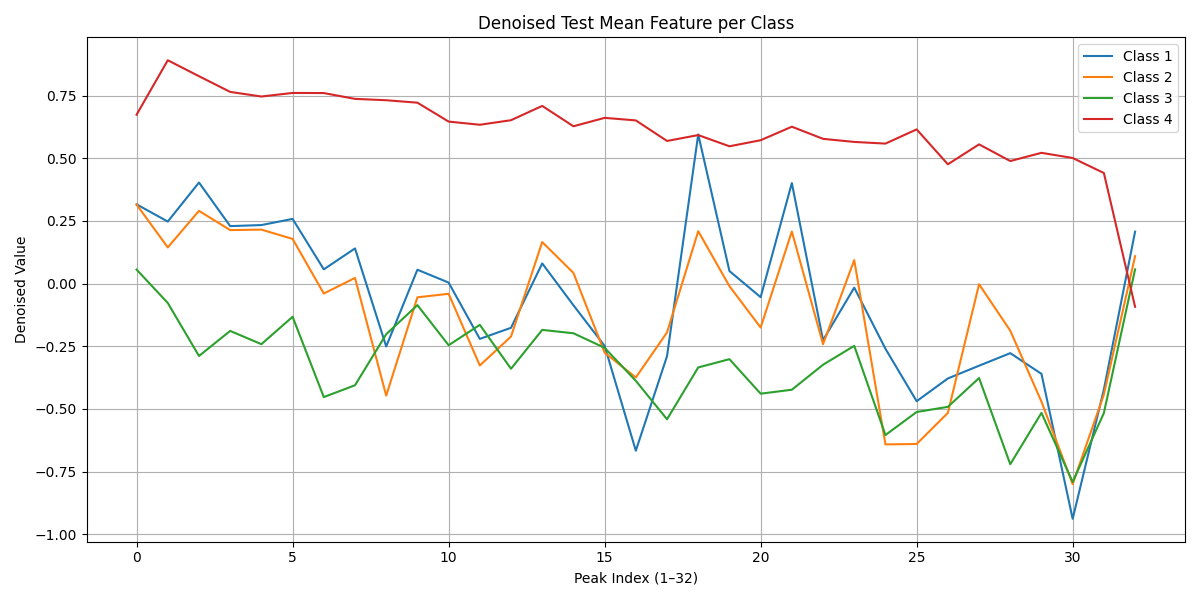 Denoised Test Mean Feature per Class
Denoised Value
0.75
0.50
0.25
0.00
−0.25
−0.50
−0.75
−1.00
Class 1
Class 2
Class 3
Class 4
0 5 10 15 20 25 30
Peak Index (1–32)